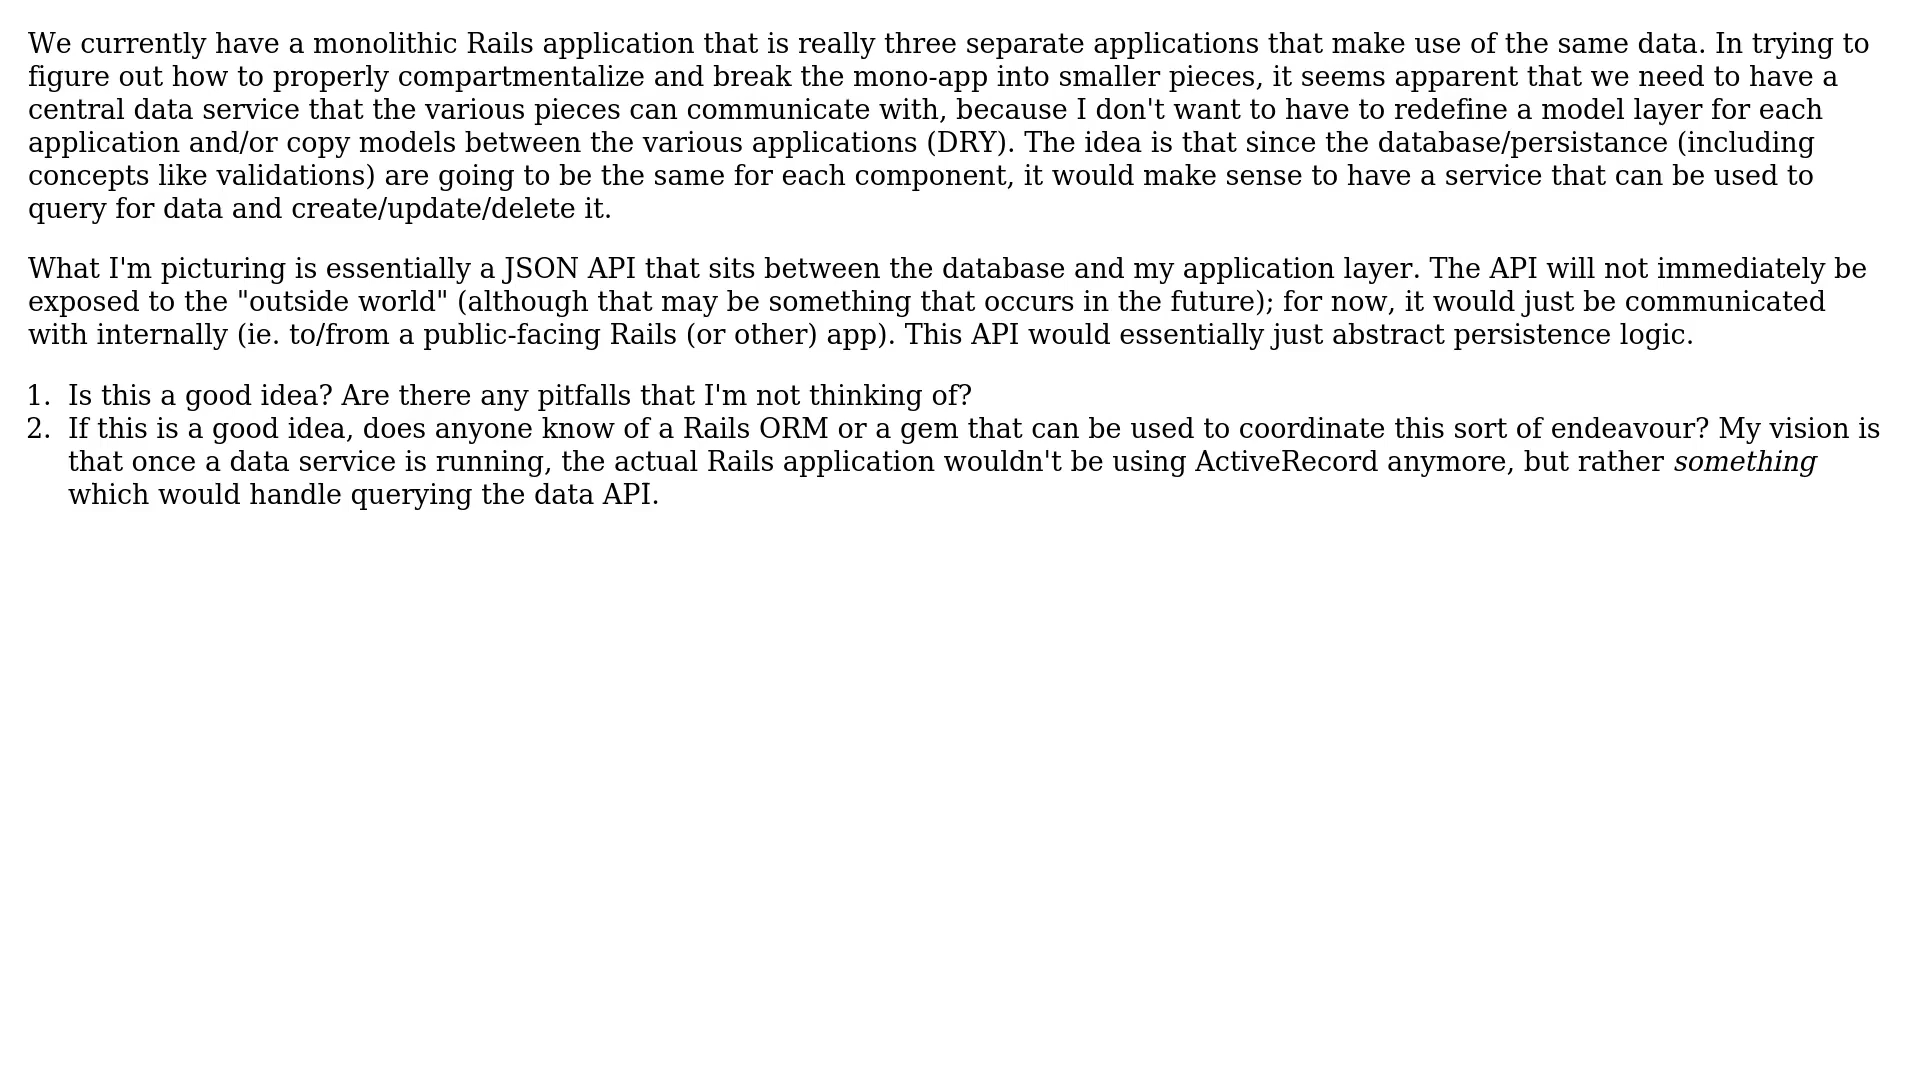 We currently have a monolithic Rails application that is really three separate applications that make use of the same data. In trying to
figure out how to properly compartmentalize and break the mono-app into smaller pieces, it seems apparent that we need to have a
central data service that the various pieces can communicate with, because I don't want to have to redefine a model layer for each
application and/or copy models between the various applications (DRY). The idea is that since the database/persistance (including
concepts like validations) are going to be the same for each component, it would make sense to have a service that can be used to
query for data and create/update/delete it.
What I'm picturing is essentially a JSON API that sits between the database and my application layer. The API will not immediately be
exposed to the "outside world" (although that may be something that occurs in the future); for now, it would just be communicated
with internally (ie. to/from a public-facing Rails (or other) app). This API would essentially just abstract persistence logic.
1. Is this a good idea? Are there any pitfalls that I'm not thinking of?
2. If this is a good idea, does anyone know of a Rails ORM or a gem that can be used to coordinate this sort of endeavour? My vision is
that once a data service is running, the actual Rails application wouldn't be using ActiveRecord anymore, but rather something
which would handle querying the data API.